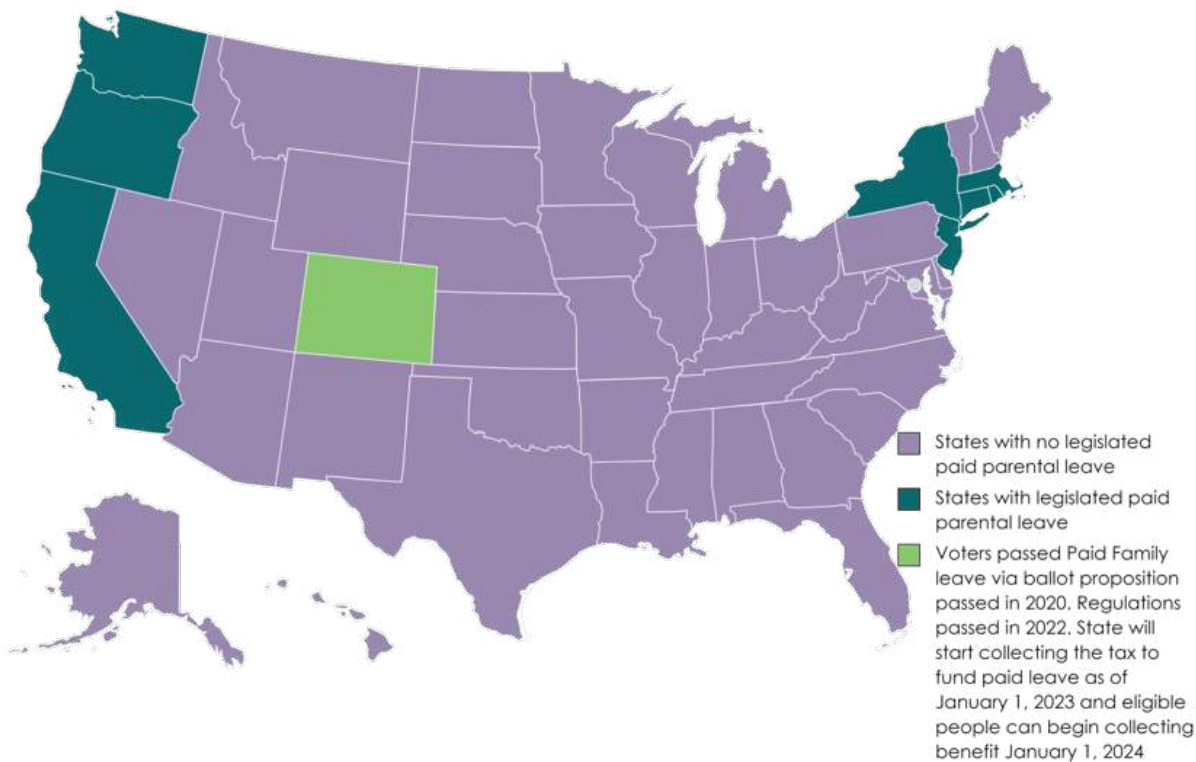 States with no legislated
paid parental leave
States with legislated paid
parental leave
Voters passed Paid Family
leave via ballot proposition
passed in 2020. Regulations
passed in 2022. State will
start collecting the tax to
fund paid leave as of
January 1, 2023 and eligible
people can begin collecting
benefit January 1, 2024